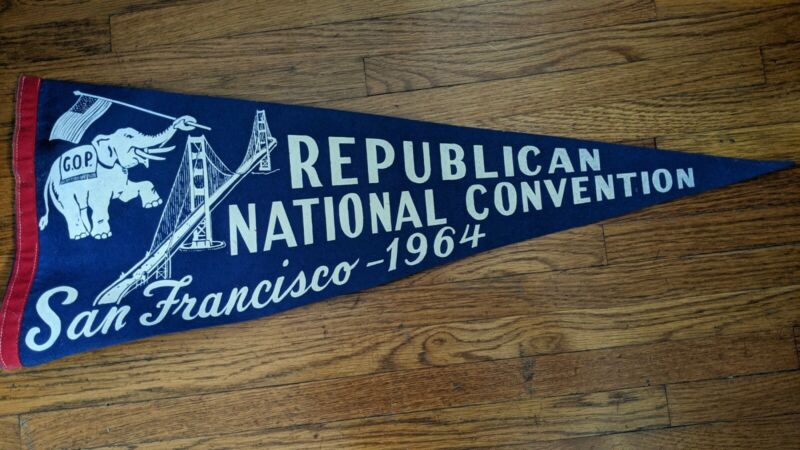 G.O.P.
REPUBLICAN
NATIONAL CONVENTION
San Francisco - 1964